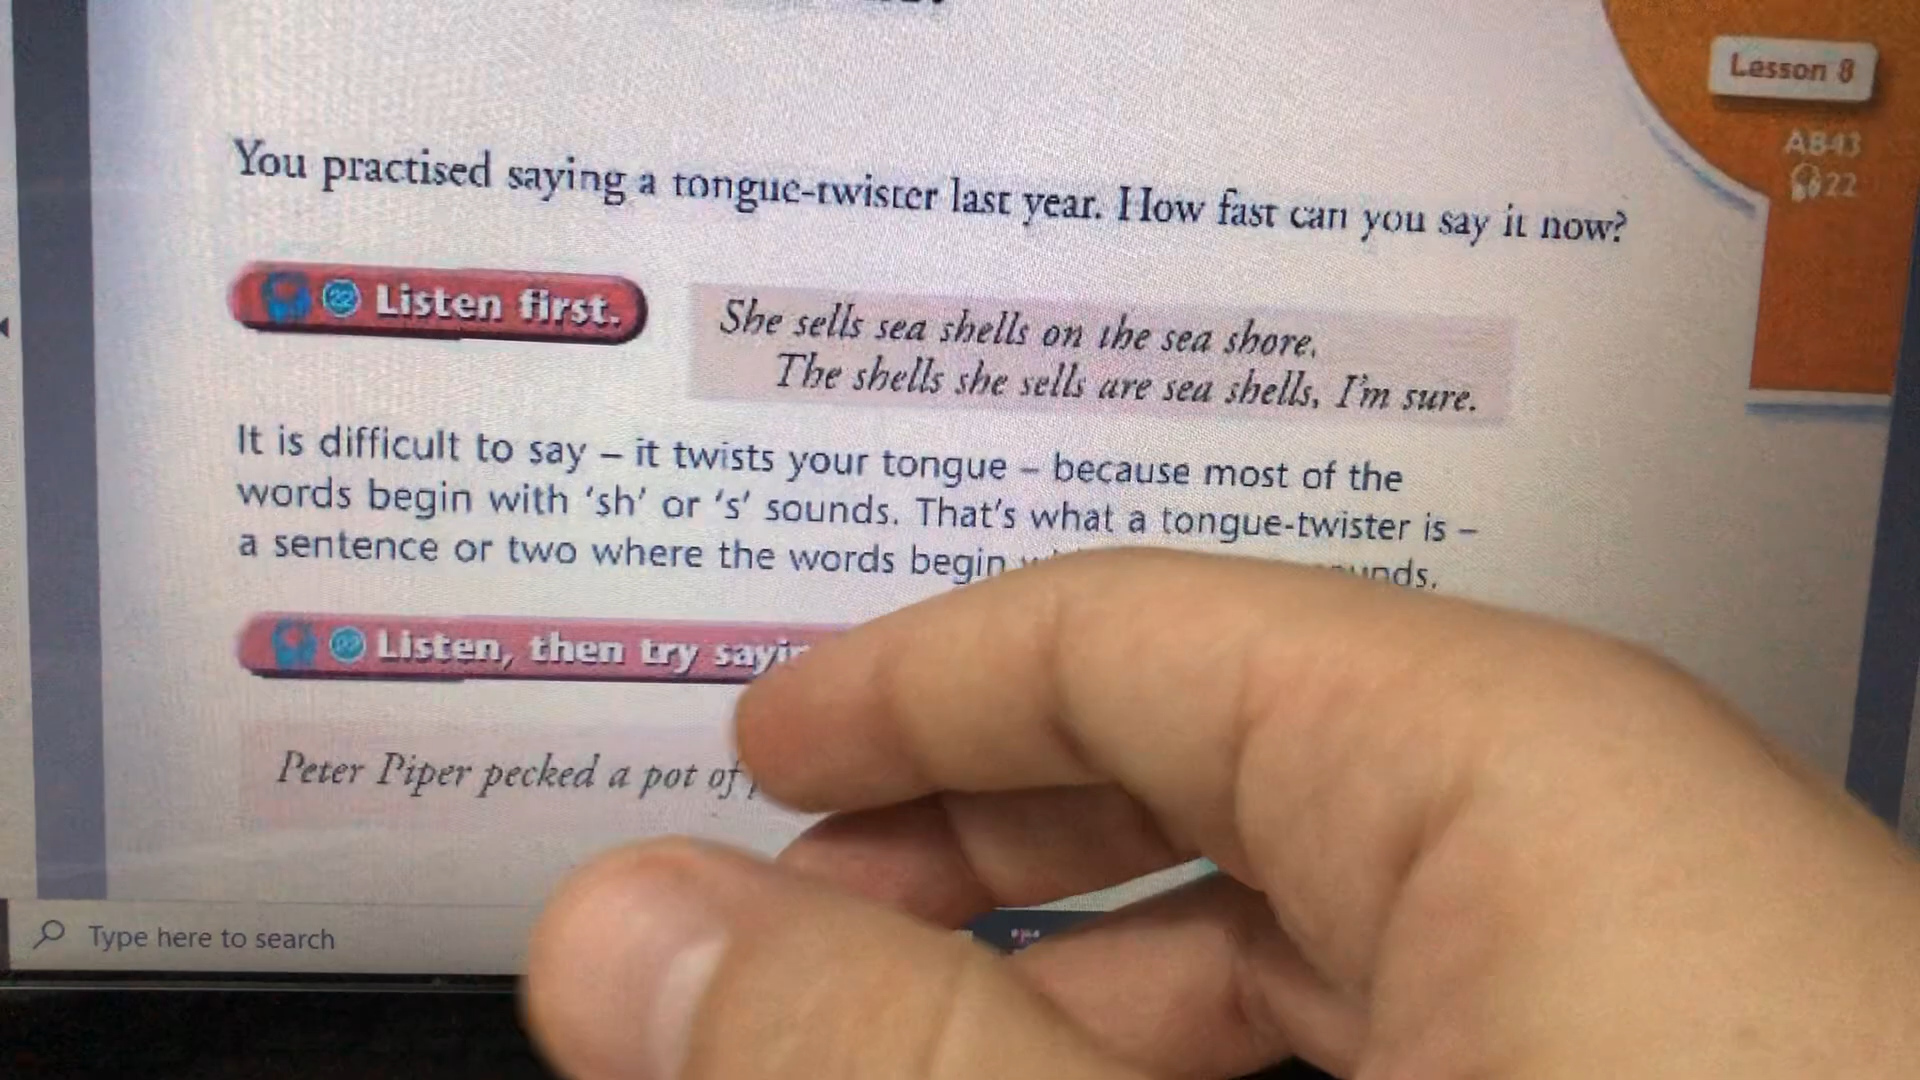 Lesson 8
AB43
22
You practised saying a tongue-twister last year. How fast can you say it now?
22 Listen first.
She sells sea shells on the sea shore.
The shells she sells are sea shells, I'm sure.
It is difficult to say – it twists your tongue – because most of the
words begin with 'sh' or 's' sounds. That's what a tongue-twister is –
a sentence or two where the words begin
Listen, then try
Peter Piper pecked a pot of
Type here to search